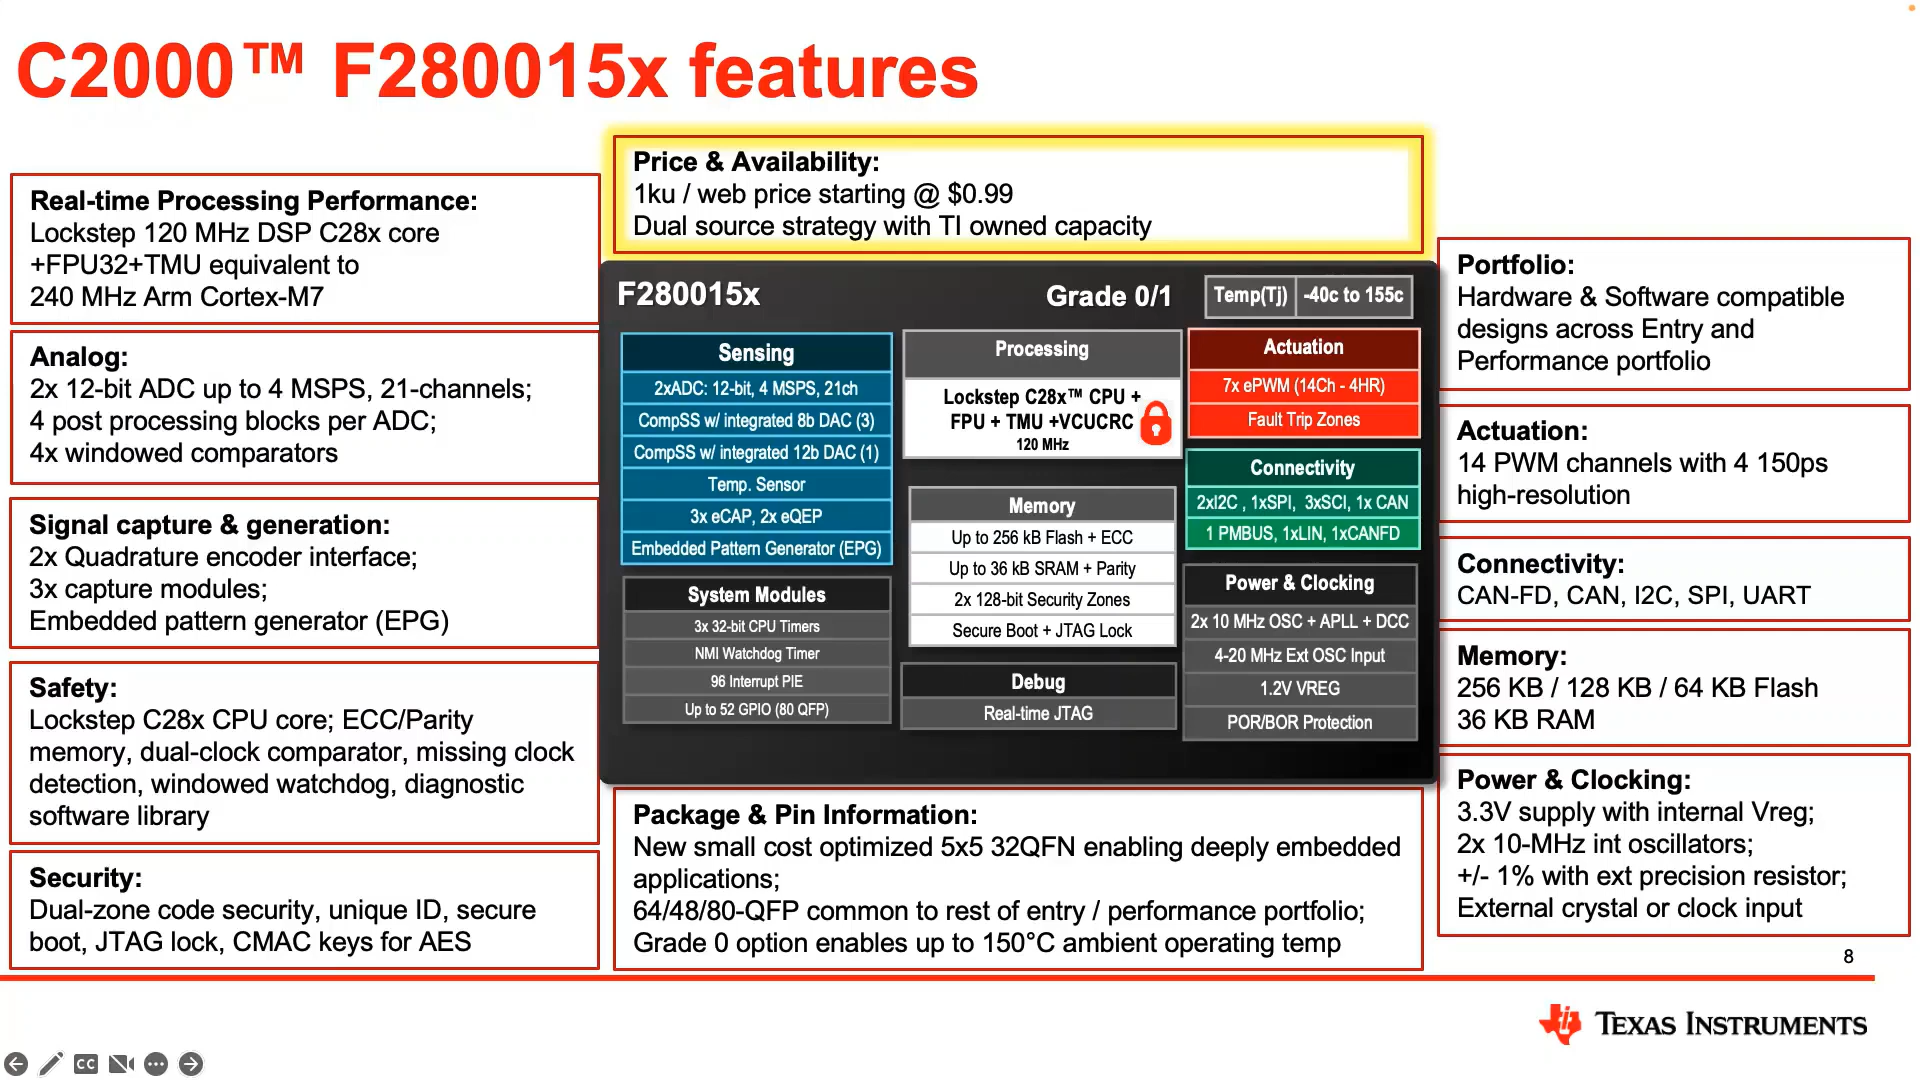 C2000™ F280015x features
Real-time Processing Performance:
Lockstep 120 MHz DSP C28x core
+FPU32+TMU equivalent to
240 MHz Arm Cortex-M7
Analog:
2x 12-bit ADC up to 4 MSPS, 21-channels;
4 post processing blocks per ADC;
4x windowed comparators
Signal capture & generation:
2x Quadrature encoder interface;
3x capture modules;
Embedded pattern generator (EPG)
Safety:
Lockstep C28x CPU core; ECC/Parity
memory, dual-clock comparator, missing clock
detection, windowed watchdog, diagnostic
software library
Security:
Dual-zone code security, unique ID, secure
boot, JTAG lock, CMAC keys for AES
Price & Availability:
1ku / web price starting @ $0.99
Dual source strategy with TI owned capacity
F280015x
Grade 0/1
Temp(Tj)
-40c to 155c
Sensing
2xADC: 12-bit, 4 MSPS, 21ch
CompSS w/ integrated 8b DAC (3)
CompSS w/ integrated 12b DAC (1)
Temp. Sensor
3x eCAP, 2x eQEP
Embedded Pattern Generator (EPG)
System Modules
3x 32-bit CPU Timers
NMI Watchdog Timer
96 Interrupt PIE
Up to 52 GPIO (80 QFP)
Processing
Lockstep C28x™ CPU +
FPU + TMU +VCUCRC
120 MHz
Memory
Up to 256 kB Flash + ECC
Up to 36 kB SRAM + Parity
2x 128-bit Security Zones
Secure Boot + JTAG Lock
Debug
Real-time JTAG
Actuation
7x ePWM (14Ch - 4HR)
Fault Trip Zones
Connectivity
2xI2C , 1xSPI, 3xSCI, 1x CAN
1 PMBUS, 1xLIN, 1xCANFD
Power & Clocking
2x 10 MHz OSC + APLL + DCC
4-20 MHz Ext OSC Input
1.2V VREG
POR/BOR Protection
Package & Pin Information:
New small cost optimized 5x5 32QFN enabling deeply embedded
applications;
64/48/80-QFP common to rest of entry / performance portfolio;
Grade 0 option enables up to 150°C ambient operating temp
Portfolio:
Hardware & Software compatible
designs across Entry and
Performance portfolio
Actuation:
14 PWM channels with 4 150ps
high-resolution
Connectivity:
CAN-FD, CAN, I2C, SPI, UART
Memory:
256 KB / 128 KB / 64 KB Flash
36 KB RAM
Power & Clocking:
3.3V supply with internal Vreg;
2x 10-MHz int oscillators;
+/- 1% with ext precision resistor;
External crystal or clock input
8
TEXAS INSTRUMENTS
CC